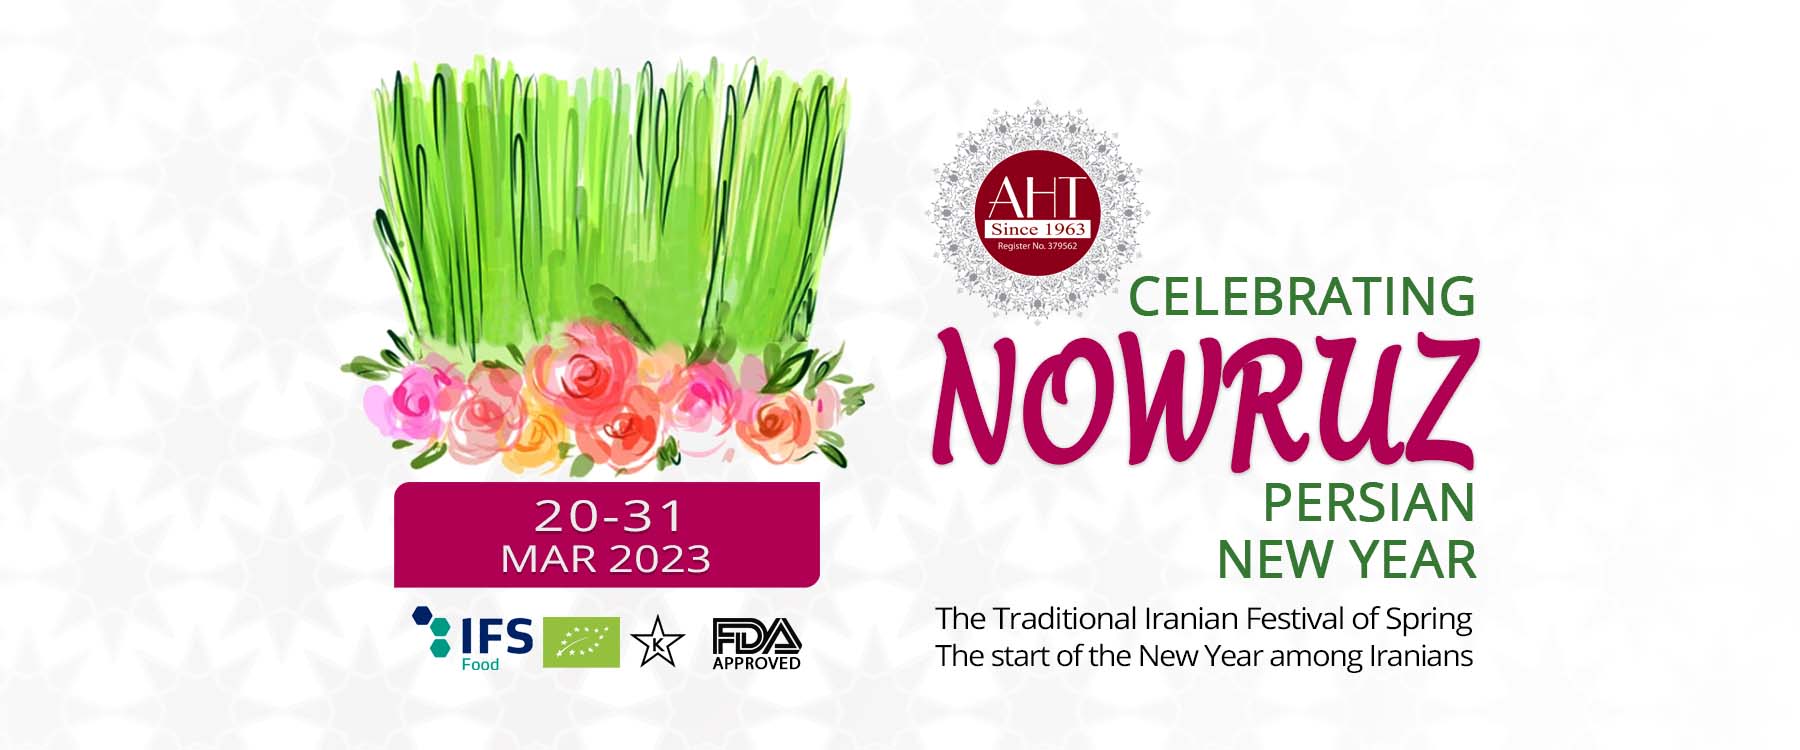 AHT
Since 1963
Register No. 379562
CELEBRATING
NOWRUZ
PERSIAN
NEW YEAR
The Traditional Iranian Festival of Spring
The start of the New Year among Iranians
20-31
MAR 2023
IFS
Food
K
FDA
APPROVED